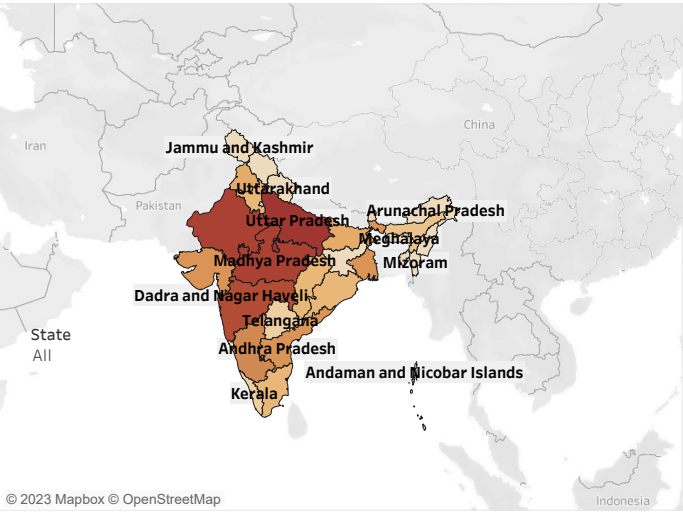 China
Iran
Jammu and Kashmir
Uttarakhand
Pakistan
Arunachal Pradesh
Uttar Pradesh
Meghalaya
Madhya Pradesh
Mizoram
Dadra and Nagar Haveli
Telangana
State
All
Andhra Pradesh
Andaman and Nicobar Islands
Kerala
© 2023 Mapbox © OpenStreetMap
Indonesia